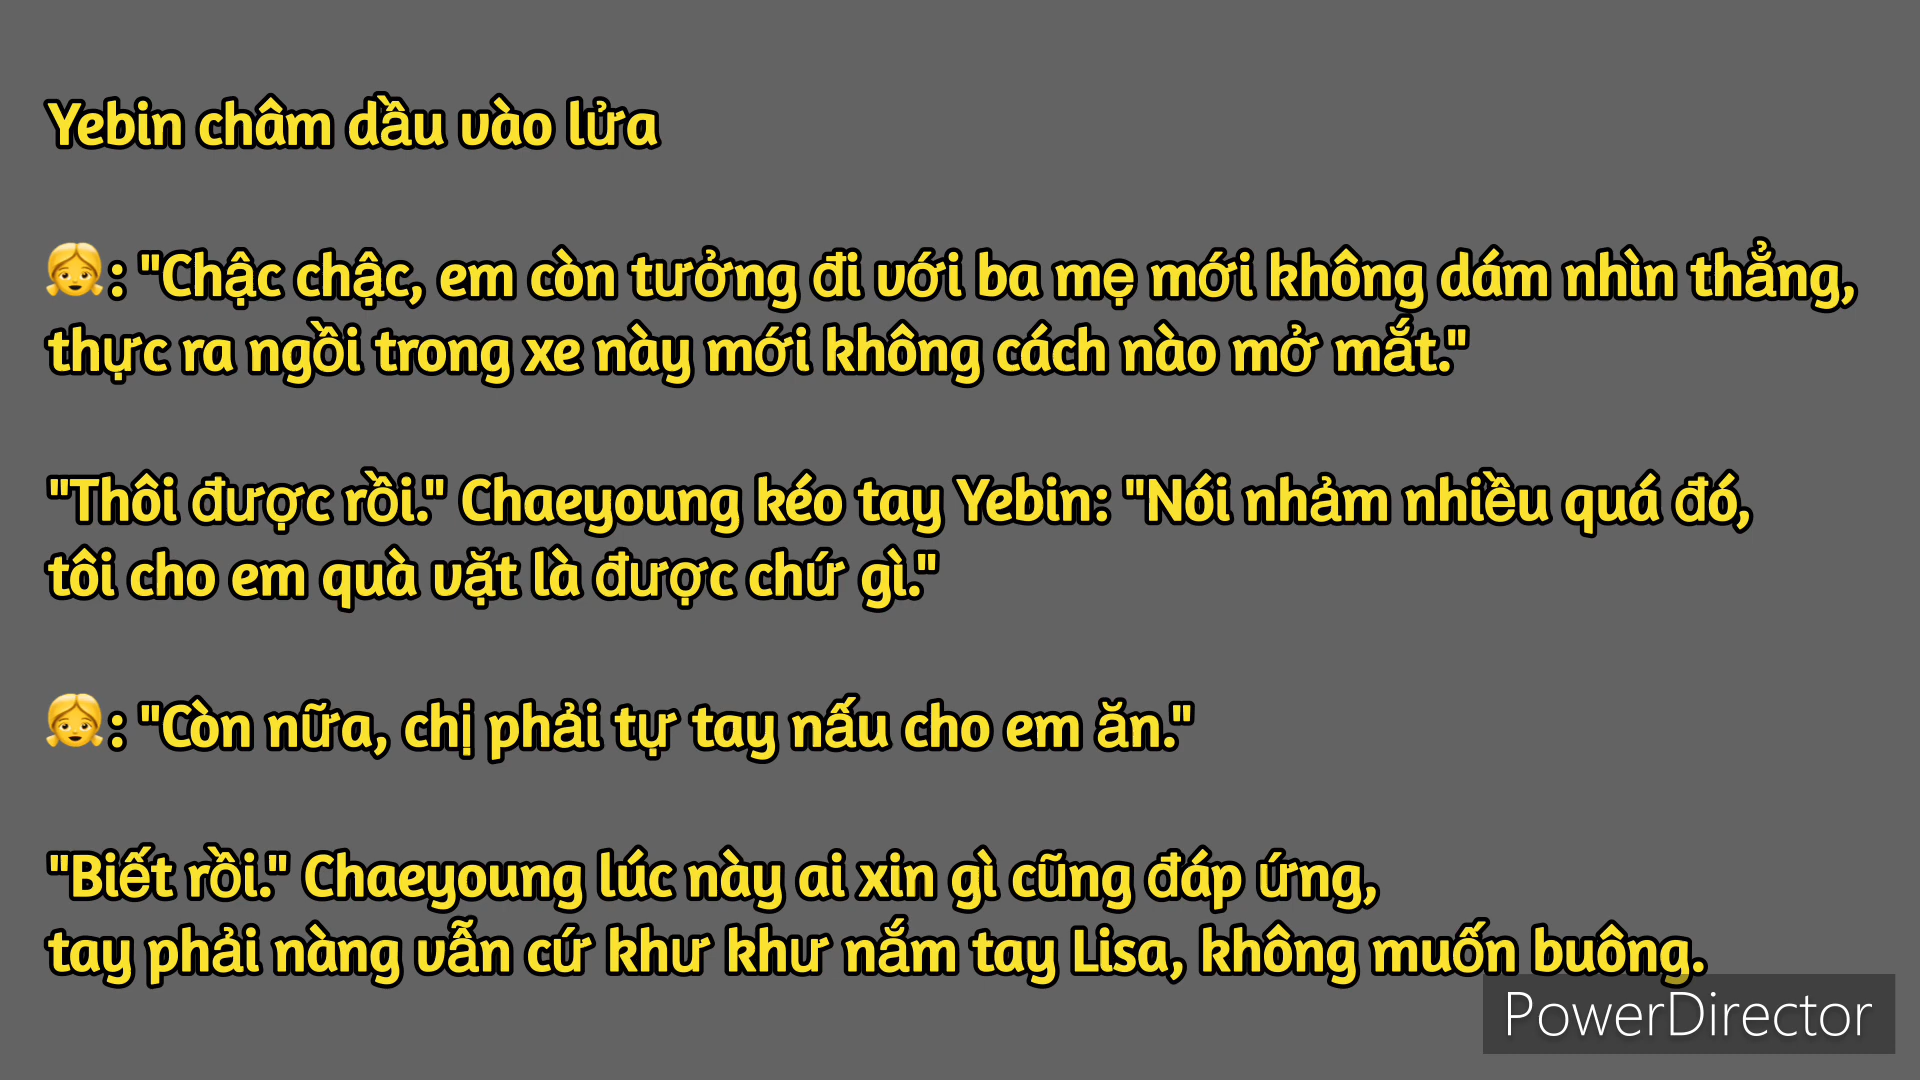 Yebin châm dầu vào lửa
👧: "Chậc chậc, em còn tưởng đi với ba mẹ mới không dám nhìn thẳng,
thực ra ngồi trong xe này mới không cách nào mở mắt."
"Thôi được rồi." Chaeyoung kéo tay Yebin: "Nói nhảm nhiều quá đó,
tôi cho em quà vặt là được chứ gì."
👧: "Còn nữa, chị phải tự tay nấu cho em ăn."
"Biết rồi." Chaeyoung lúc này ai xin gì cũng đáp ứng,
tay phải nàng vẫn cứ khư khư nắm tay Lisa, không muốn buông.
PowerDirector